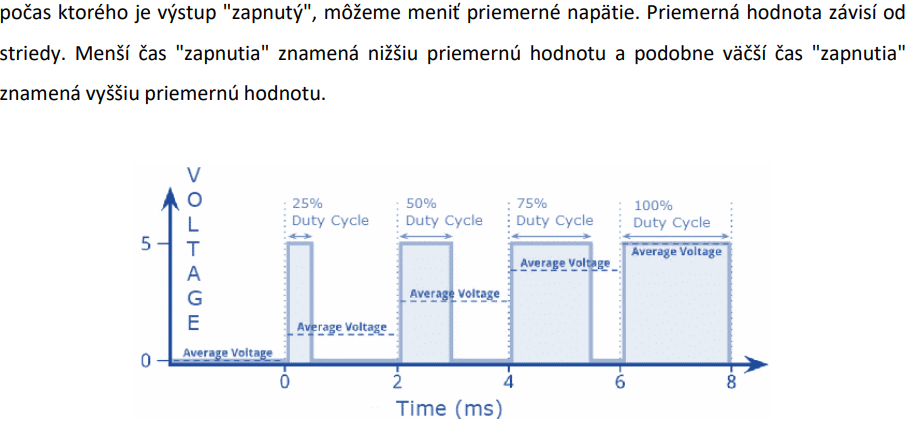 počas ktorého je výstup "zapnutý", môžeme meniť priemerné napätie. Priemerná hodnota závisí od
striedy. Menší čas "zapnutia" znamená nižšiu priemernú hodnotu a podobne väčší čas "zapnutia"
znamená vyššiu priemernú hodnotu.
VOLTAGE
25%
Duty Cycle
50%
Duty Cycle
75%
Duty Cycle
100%
Duty Cycle
5
Average Voltage
Average Voltage
Average Voltage
Average Voltage
Average Voltage
0
0 2 4 6 8
Time (ms)